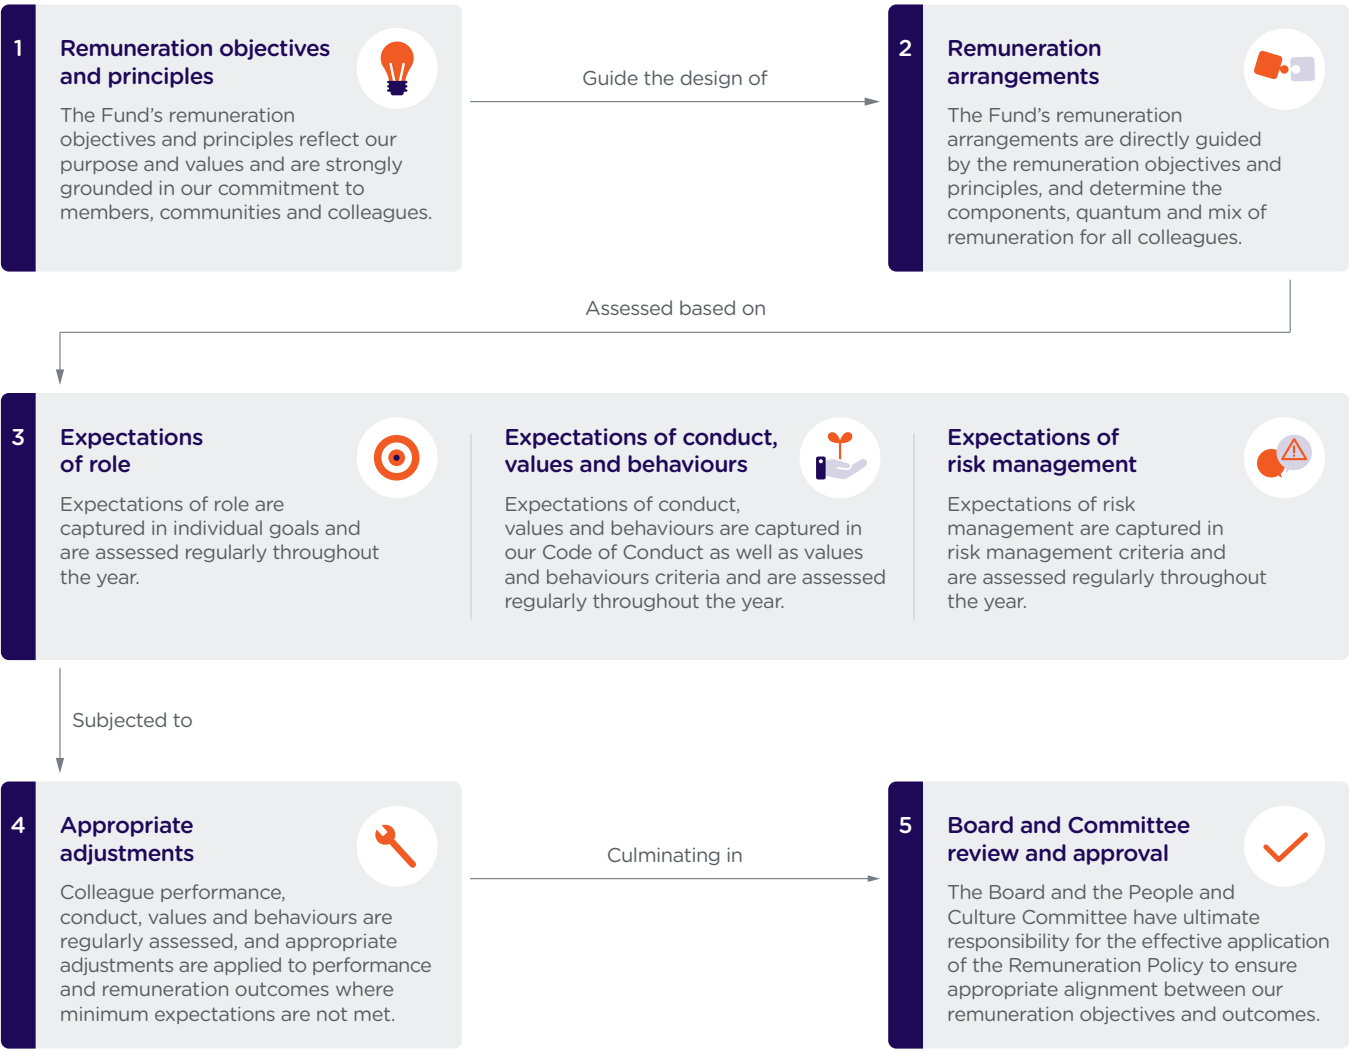 1
Remuneration objectives
and principles
The Fund’s remuneration
objectives and principles reflect our
purpose and values and are strongly
grounded in our commitment to
members, communities and colleagues.
Guide the design of
2
Remuneration
arrangements
The Fund’s remuneration
arrangements are directly guided
by the remuneration objectives and
principles, and determine the
components, quantum and mix of
remuneration for all colleagues.
Assessed based on
3
Expectations
of role
Expectations of role are
captured in individual goals and
are assessed regularly throughout
the year.
Expectations of conduct,
values and behaviours
Expectations of conduct,
values and behaviours are captured in
our Code of Conduct as well as values
and behaviours criteria and are assessed
regularly throughout the year.
Expectations of
risk management
Expectations of risk
management are captured in
risk management criteria and
are assessed regularly throughout
the year.
Subjected to
4
Appropriate
adjustments
Colleague performance,
conduct, values and behaviours are
regularly assessed, and appropriate
adjustments are applied to performance
and remuneration outcomes where
minimum expectations are not met.
Culminating in
5
Board and Committee
review and approval
The Board and the People and
Culture Committee have ultimate
responsibility for the effective application
of the Remuneration Policy to ensure
appropriate alignment between our
remuneration objectives and outcomes.